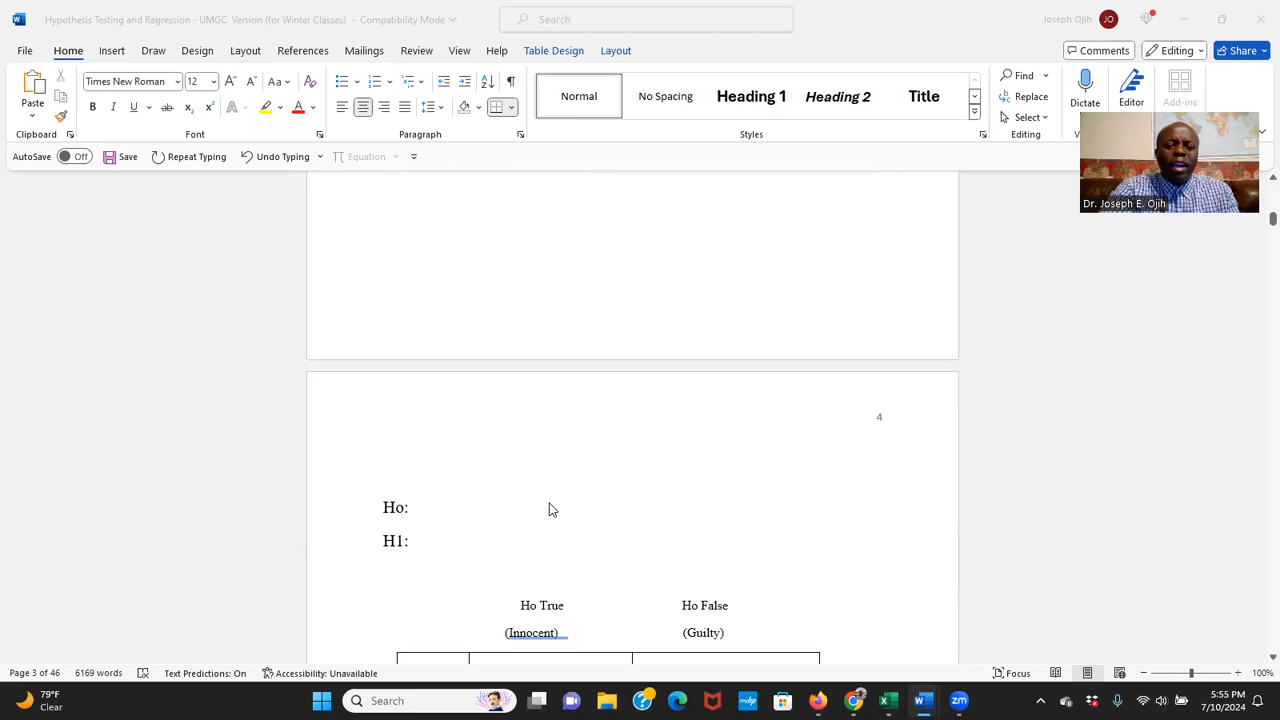 Hypothesis Testing and Regression - UMGC Version (for Winter Classes) - Compatibility Mode
Search
Joseph Ojih
JO
File Home Insert Draw Design Layout References Mailings Review View Help Table Design Layout
Comments Editing Share
Paste
Times New Roman 12
Normal No Spacing Heading 1 Heading 2 Title
Find
Replace
Select
Dictate
Editor
Add-ins
Clipboard Font Paragraph Styles Editing
AutoSave Off Save Repeat Typing Undo Typing Equation
Dr. Joseph E. Ojih
4
Ho:
H1:
Ho True Ho False
(Innocent) (Guilty)
Page 3 of 46 6169 words Text Predictions: On Accessibility: Unavailable Focus 100%
79°F
Clear
Search
5:55 PM
7/10/2024